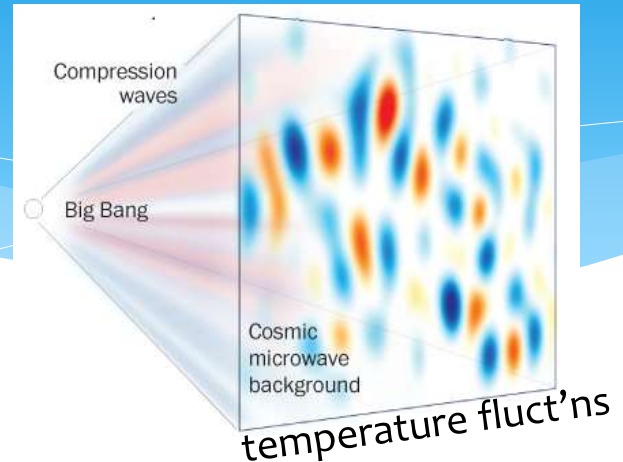 Compression
waves
Big Bang
Cosmic
microwave
background
temperature fluct'ns